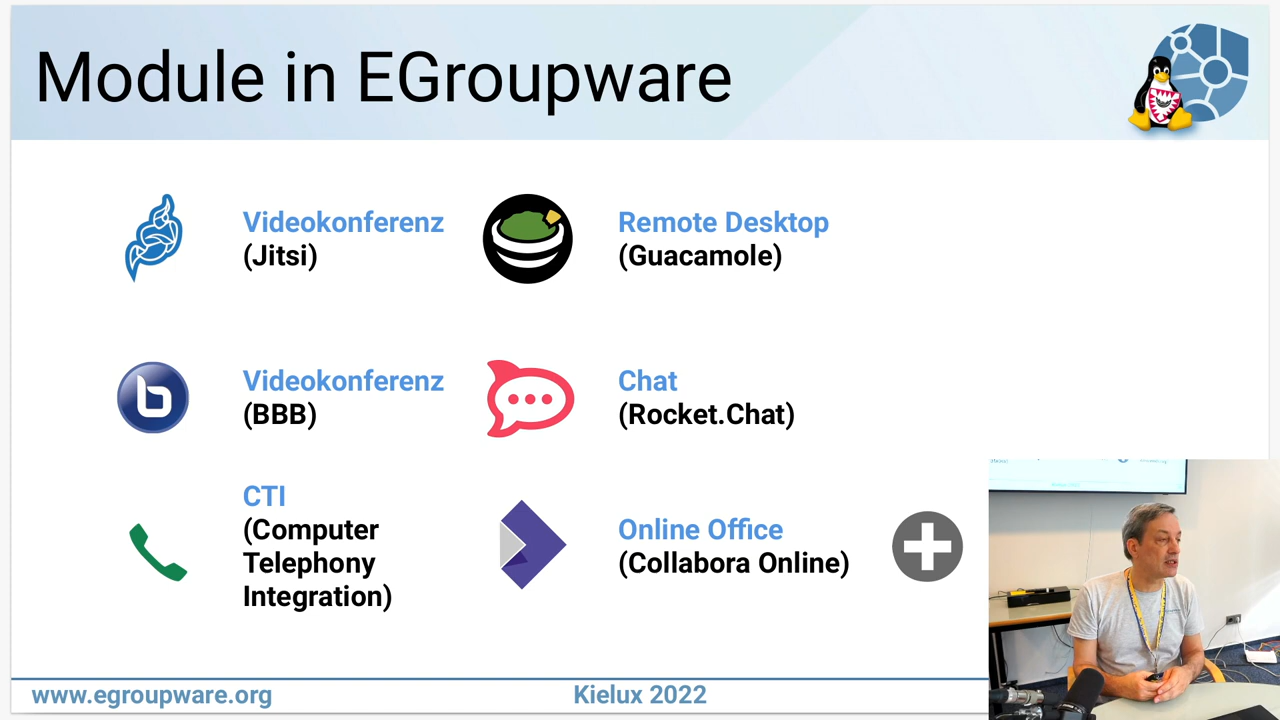 Module in EGroupware
Videokonferenz
(Jitsi)
Remote Desktop
(Guacamole)
Videokonferenz
(BBB)
Chat
(Rocket.Chat)
CTI
(Computer
Telephony
Integration)
Online Office
(Collabora Online)
www.egroupware.org
Kielux 2022